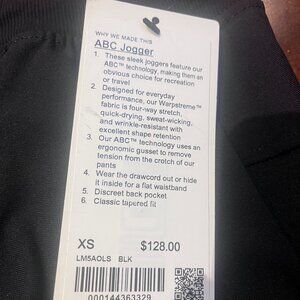 WHY WE MADE THIS
ABC Jogger
1. These sleek joggers feature our
ABC™ technology, making them an
obvious choice for recreation
or travel
2. Designed for everyday
performance, our Warpstreme™
fabric is four-way stretch,
quick-drying, sweat-wicking,
and wrinkle-resistant with
excellent shape retention
3. Our ABC™ technology uses an
ergonomic gusset to remove
tension from the crotch of our
pants
4. Wear the drawcord out or hide
it inside for a flat waistband
5. Discreet back pocket
6. Classic tapered fit
XS $128.00
LM5AOLS BLK
000144363329